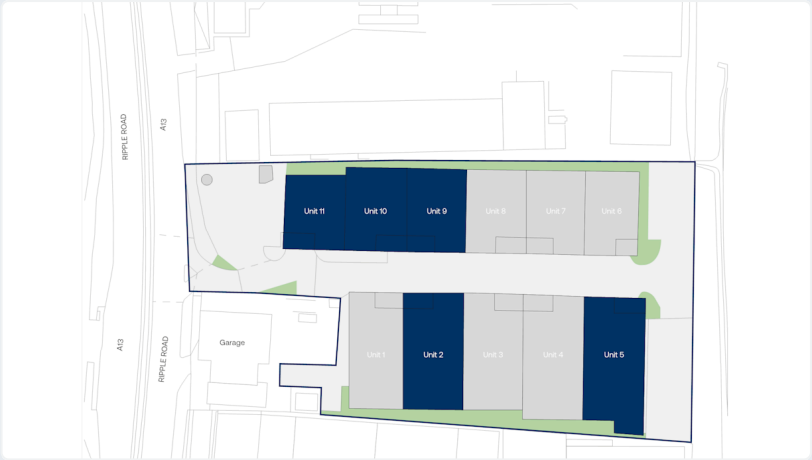 RIPPLE ROAD
A13
Unit 11
Unit 10
Unit 9
Unit 8
Unit 7
Unit 6
A13
RIPPLE ROAD
Garage
Unit 1
Unit 2
Unit 3
Unit 4
Unit 5